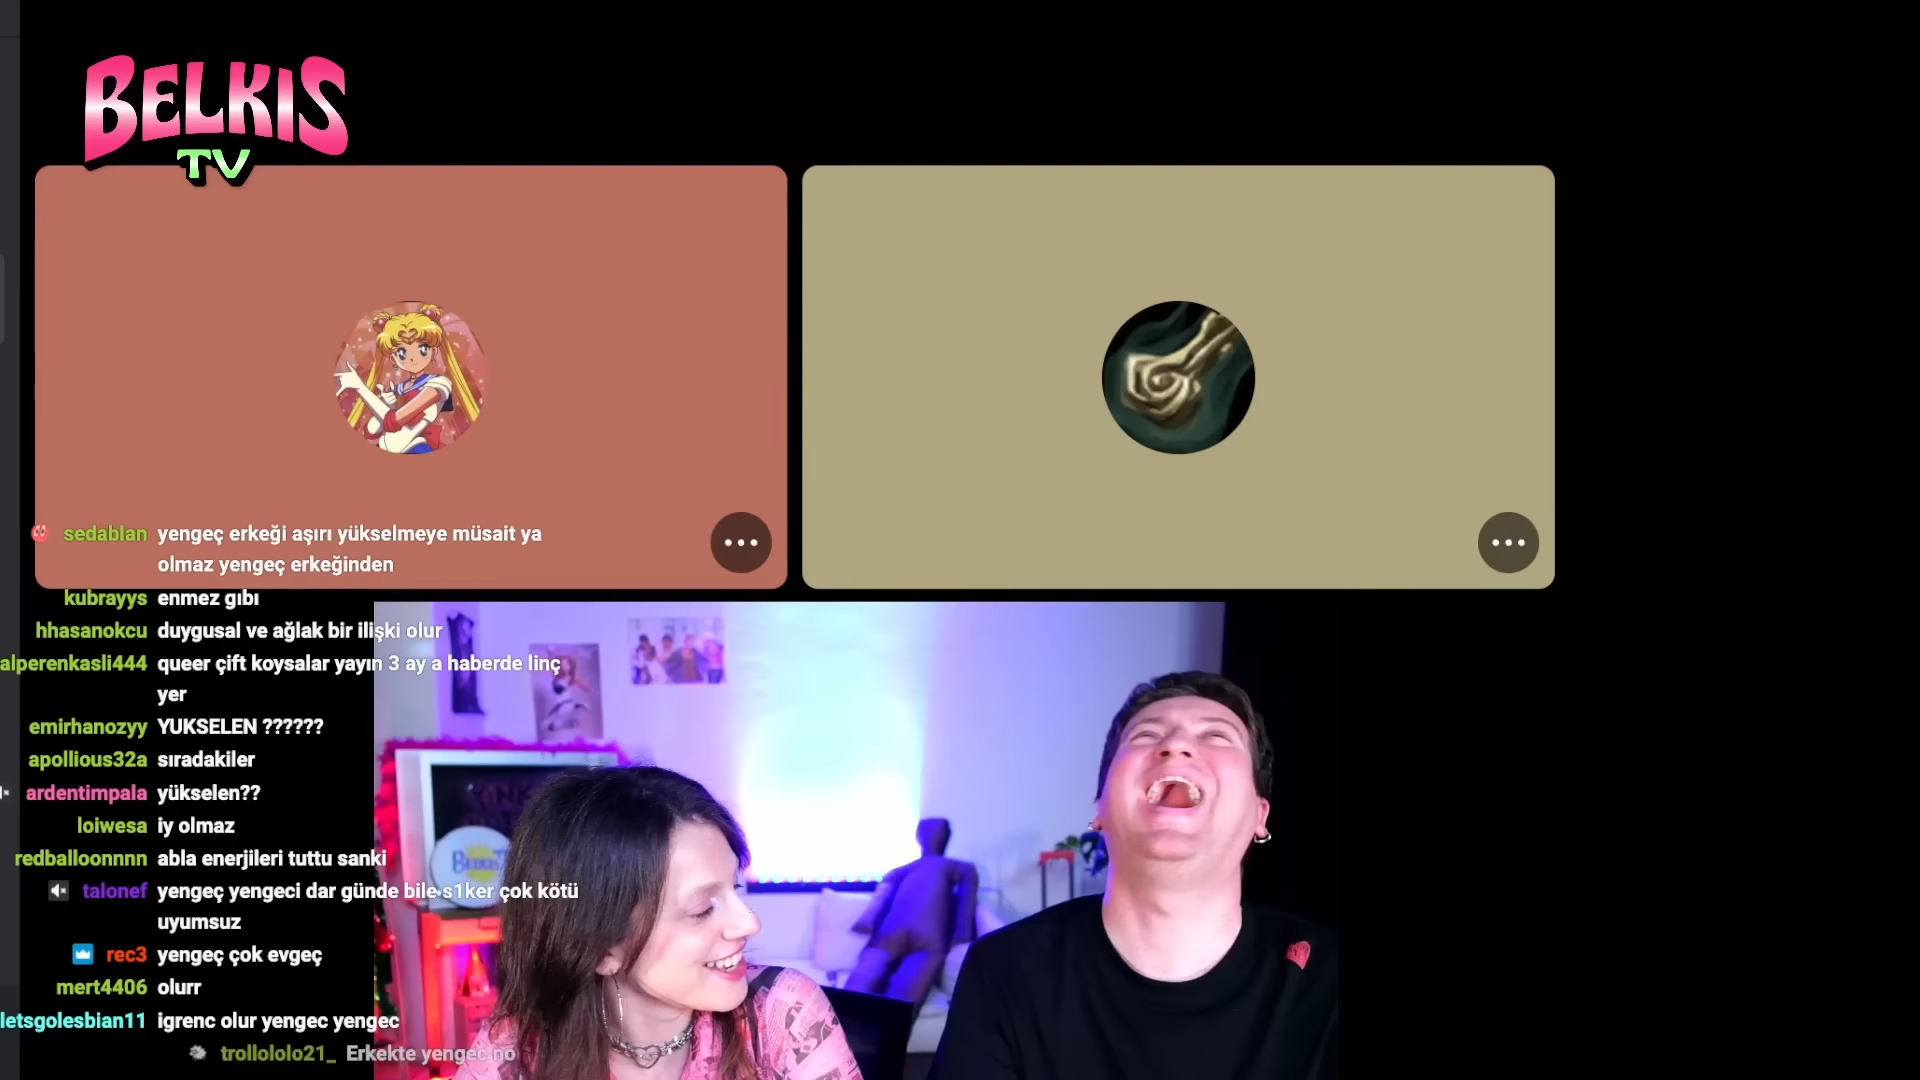 BELKIS
TV
sedablan yengeç erkeği aşırı yükselmeye müsait ya
olmaz yengeç erkeğinden
kubrayys enmez gıbı
hhasanokcu duygusal ve ağlak bir ilişki olur
alperenkasli444 queer çift koysalar yayın 3 ay a haberde linç
yer
emirhanozyy YUKSELEN ??????
apollious32a sıradakiler
ardentimpala yükselen??
loiwesa iy olmaz
redballoonnnn abla enerjileri tuttu sanki
talonef yengeç yengeci dar günde bile s1ker çok kötü
uyumsuz
rec3 yengeç çok evgeç
mert4406 olurr
letsgolesbian11 igrenc olur yengec yengec
trollololo21_ Erkekte yengec no